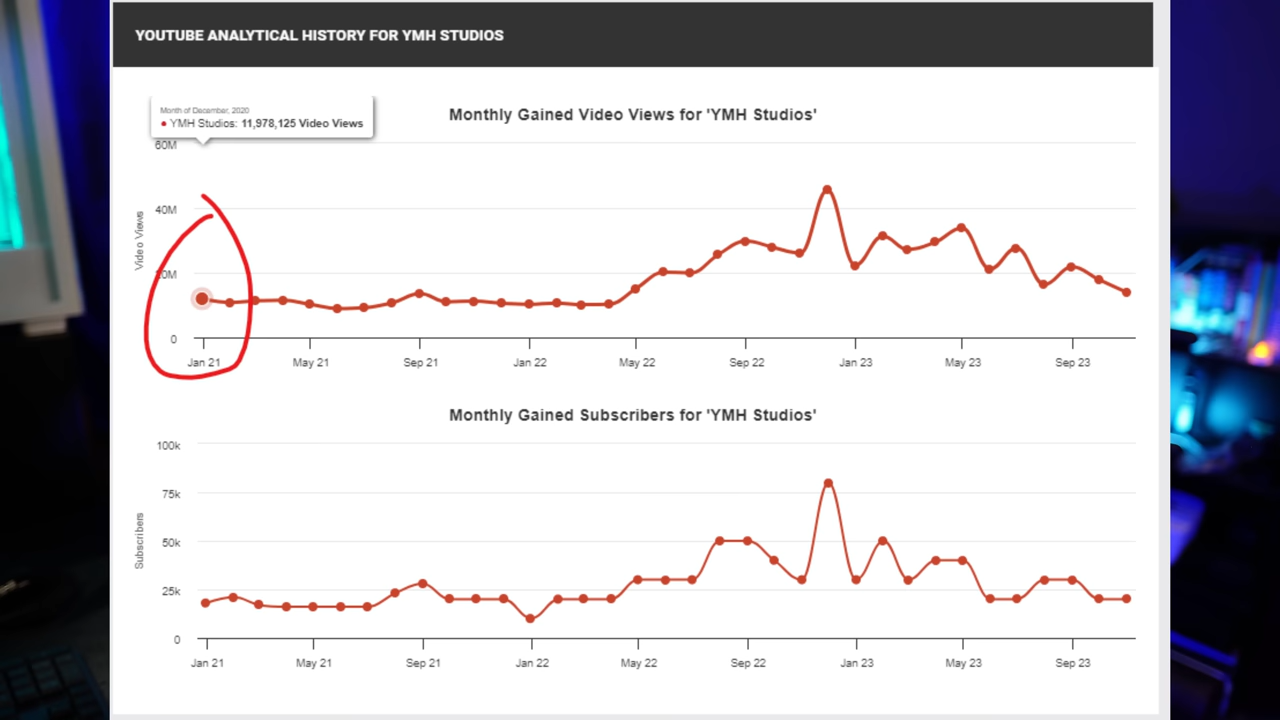 YOUTUBE ANALYTICAL HISTORY FOR YMH STUDIOS
Month of December, 2020
● YMH Studios: 11,978,125 Video Views
Monthly Gained Video Views for 'YMH Studios'
60M
40M
0M
0
Video Views
Jan 21 May 21 Sep 21 Jan 22 May 22 Sep 22 Jan 23 May 23 Sep 23
Monthly Gained Subscribers for 'YMH Studios'
100k
75k
50k
25k
0
Subscribers
Jan 21 May 21 Sep 21 Jan 22 May 22 Sep 22 Jan 23 May 23 Sep 23